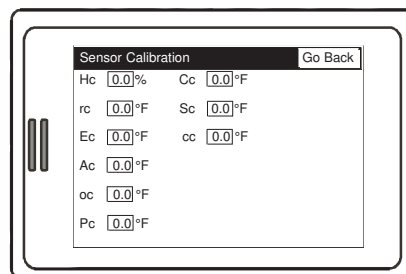 Sensor Calibration Go Back
Hc 0.0 % Cc 0.0 °F
rc 0.0 °F Sc 0.0 °F
Ec 0.0 °F cc 0.0 °F
Ac 0.0 °F
oc 0.0 °F
Pc 0.0 °F